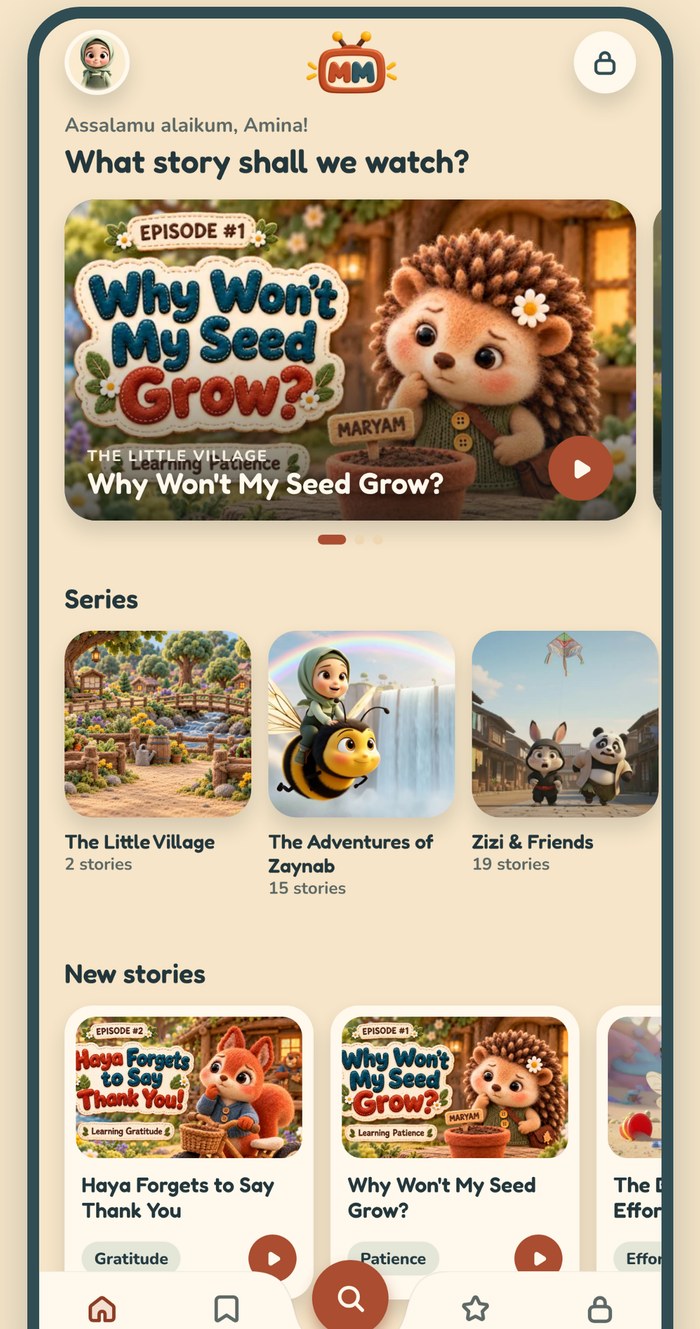 MM
Assalamu alaikum, Amina!
What story shall we watch?
EPISODE #1
Why Won't
My Seed
Grow?
MARYAM
THE LITTLE VILLAGE
Learning Patience
Why Won't My Seed Grow?
Series
The Little Village
2 stories
The Adventures of
Zaynab
15 stories
Zizi & Friends
19 stories
New stories
EPISODE #2
Haya Forgets
to Say
Thank You!
Learning Gratitude
Haya Forgets to Say
Thank You
Gratitude
EPISODE #1
Why Won't
My Seed
Grow?
MARYAM
Learning Patience
Why Won't My Seed
Grow?
Patience
The
Effor
Effor